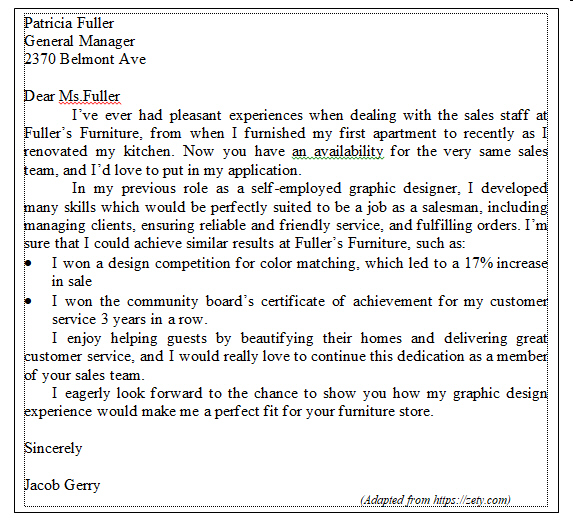 Patricia Fuller
General Manager
2370 Belmont Ave
Dear Ms.Fuller
I've ever had pleasant experiences when dealing with the sales staff at
Fuller's Furniture, from when I furnished my first apartment to recently as I
renovated my kitchen. Now you have an availability for the very same sales
team, and I'd love to put in my application.
In my previous role as a self-employed graphic designer, I developed
many skills which would be perfectly suited to be a job as a salesman, including
managing clients, ensuring reliable and friendly service, and fulfilling orders. I'm
sure that I could achieve similar results at Fuller's Furniture, such as:
• I won a design competition for color matching, which led to a 17% increase
in sale
• I won the community board's certificate of achievement for my customer
service 3 years in a row.
I enjoy helping guests by beautifying their homes and delivering great
customer service, and I would really love to continue this dedication as a member
of your sales team.
I eagerly look forward to the chance to show you how my graphic design
experience would make me a perfect fit for your furniture store.
Sincerely
Jacob Gerry
(Adapted from https://zety.com)